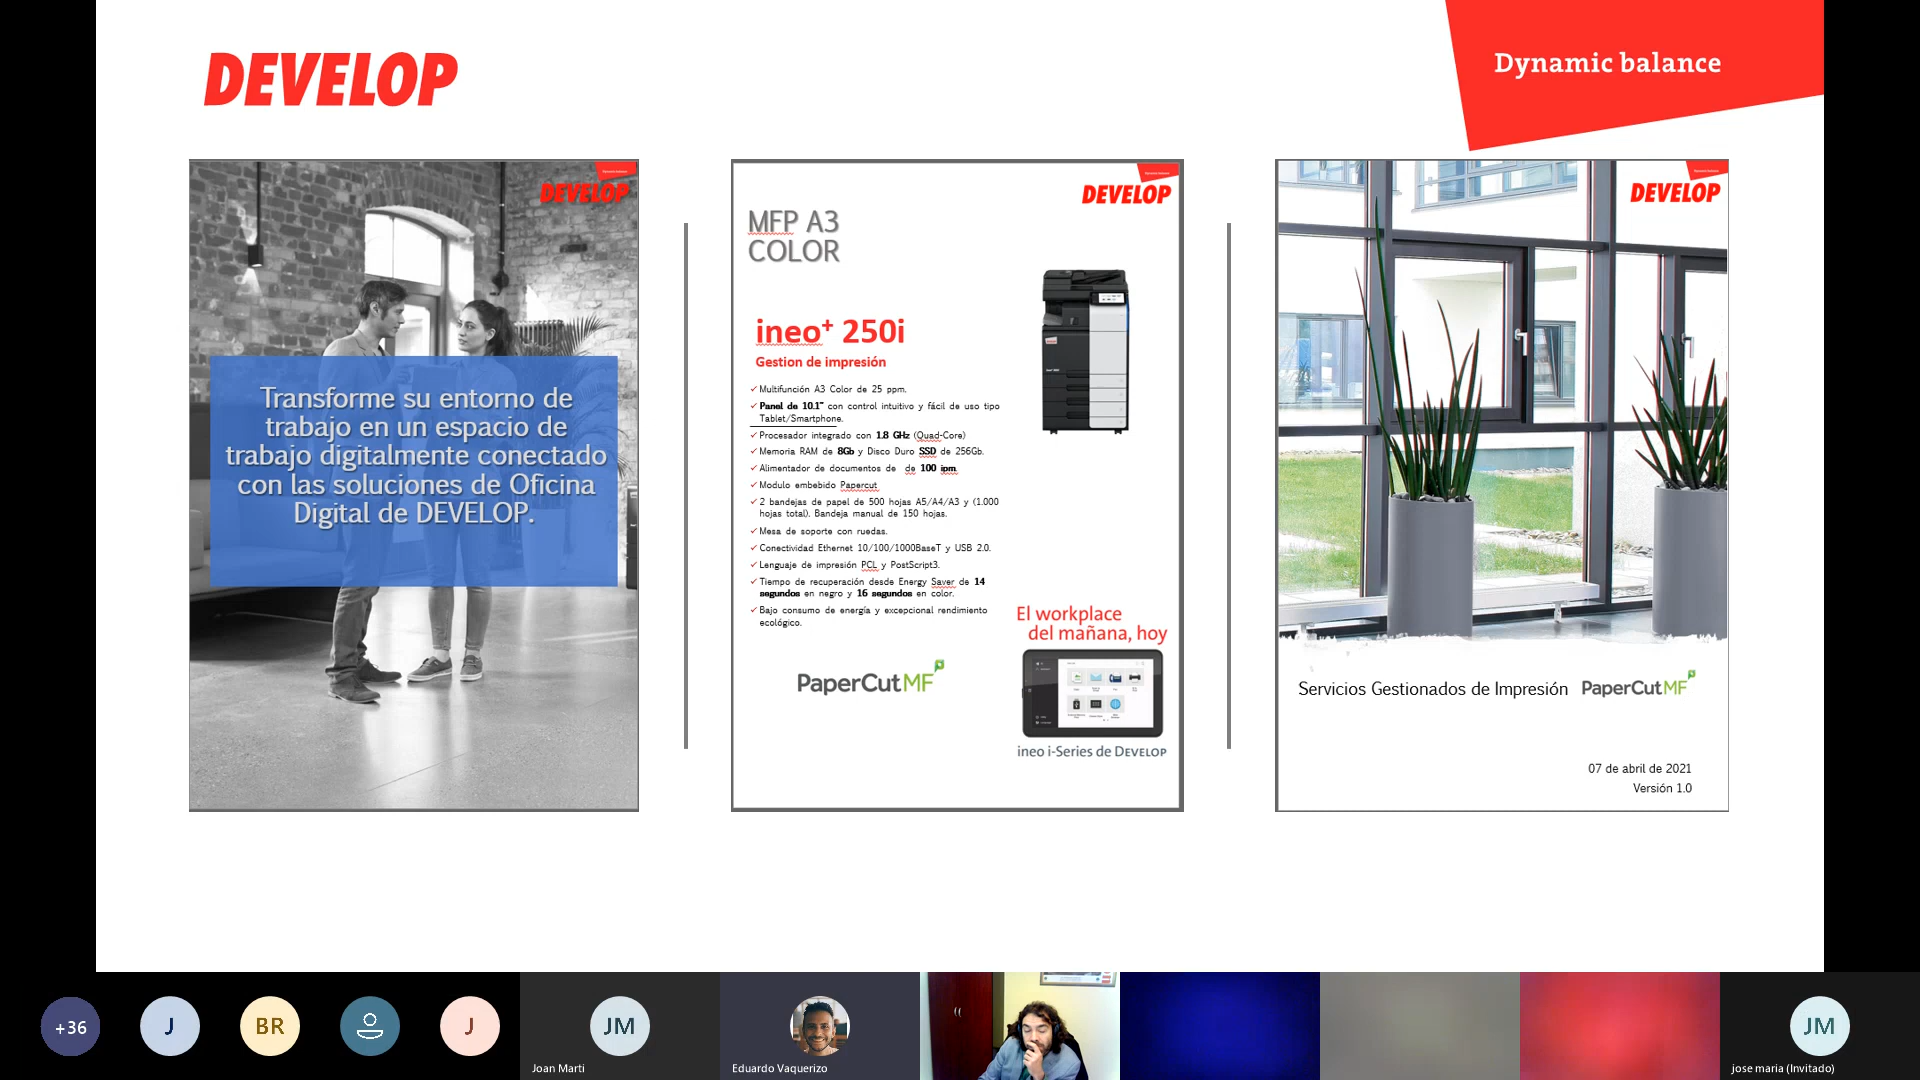 DEVELOP
Dynamic balance
DEVELOP
Transforme su entorno de
trabajo en un espacio de
trabajo digitalmente conectado
con las soluciones de Oficina
Digital de DEVELOP.
DEVELOP
MFP A3
COLOR
ineo+ 250i
Gestion de impresión
Multifunción A3 Color de 25 ppm.
Panel de 10.1" con control intuitivo y fácil de uso tipo
Tablet/Smartphone.
Procesador integrado con 1.8 GHz (Quad-Core)
Memoria RAM de 8Gb y Disco Duro SSD de 256Gb.
Alimentador de documentos de de 100 ipm.
Modulo embebido Papercut
2 bandejas de papel de 500 hojas A5/A4/A3 y (1.000
hojas total). Bandeja manual de 150 hojas.
Mesa de soporte con ruedas.
Conectividad Ethernet 10/100/1000BaseT y USB 2.0.
Lenguaje de impresión PCL y PostScript3.
Tiempo de recuperación desde Energy Saver de 14
segundos en negro y 16 segundos en color.
Bajo consumo de energía y excepcional rendimiento
ecológico.
PaperCut MF
El workplace
del mañana, hoy
ineo i-Series de DEVELOP
DEVELOP
Servicios Gestionados de Impresión PaperCut MF
07 de abril de 2021
Versión 1.0
+36
J
BR
J
JM
Joan Marti
Eduardo Vaquerizo
JM
jose maria (Invitado)